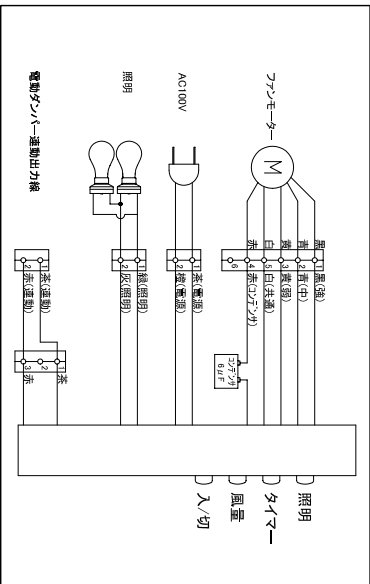 ファンモーター
M
黒 1 黒(強)
青 2 青(中)
黄 3 黄(弱)
白 5 白(共通)
赤 4 赤(コンデンサ)
6
コンデンサ
6μF
AC100V
1 茶(電源)
2 橙(電源)
照明
1 緑(照明)
2 灰(照明)
電動ダンパー連動出力線
1 茶(連動)
2 赤(連動)
1 茶
2
3 赤
照明
タイマー
風量
入/切